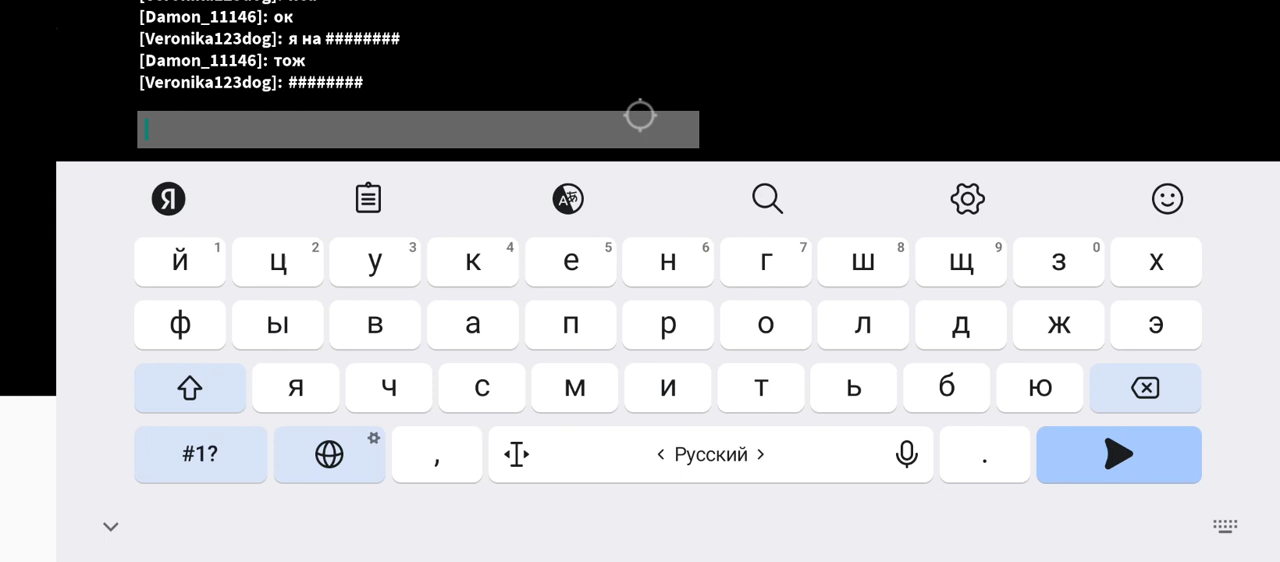 [Damon_11146]: ок
[Veronika123dog]: я на ########
[Damon_11146]: тож
[Veronika123dog]: ########
Я
й 1 ц 2 у 3 к 4 е 5 н 6 г 7 ш 8 щ 9 з 0 х
ф ы в а п р о л д ж э
я ч с м и т ь б ю
#1? , < Русский > .